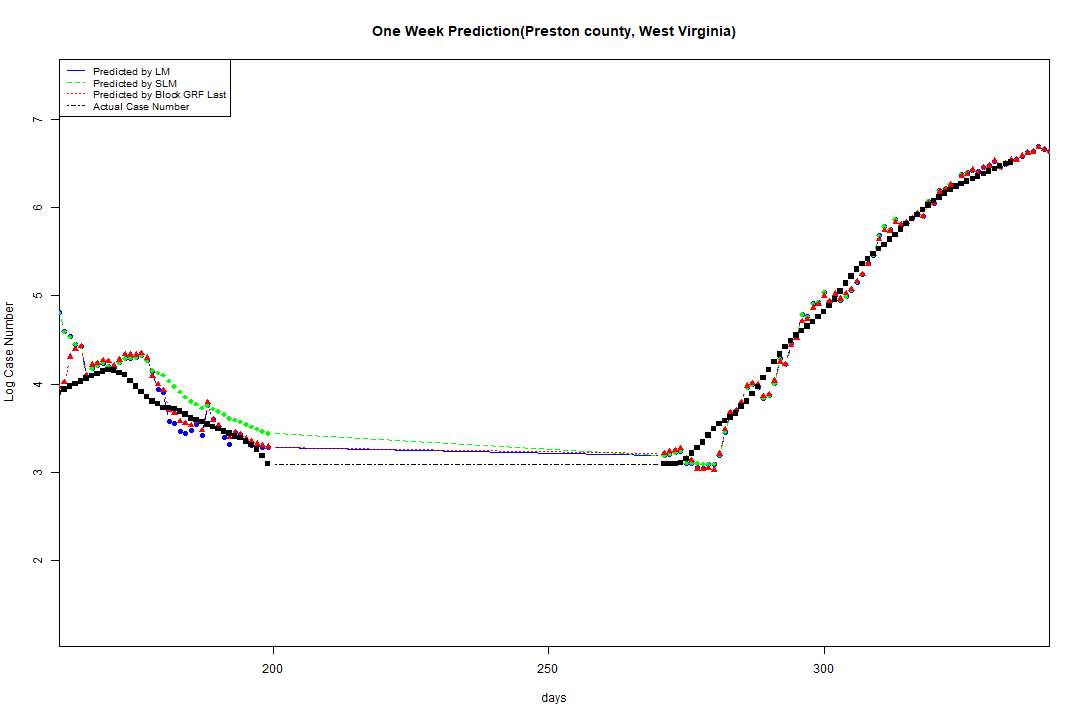 One Week Prediction(Preston county, West Virginia)
Predicted by LM
Predicted by SLM
Predicted by Block GRF Last
Actual Case Number
7
6
5
4
3
2
Log Case Number
200
250
300
days